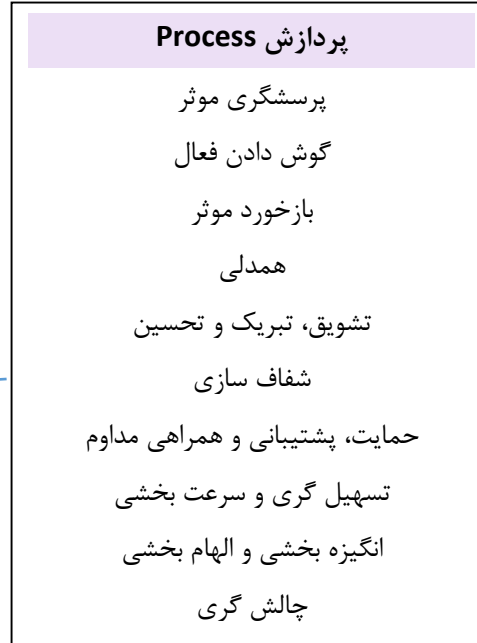 پردازش Process
پرسشگری موثر
گوش دادن فعال
بازخورد موثر
همدلی
تشویق، تبریک و تحسین
شفاف سازی
حمایت، پشتیبانی و همراهی مداوم
تسهیل گری و سرعت بخشی
انگیزه بخشی و الهام بخشی
چالش گری